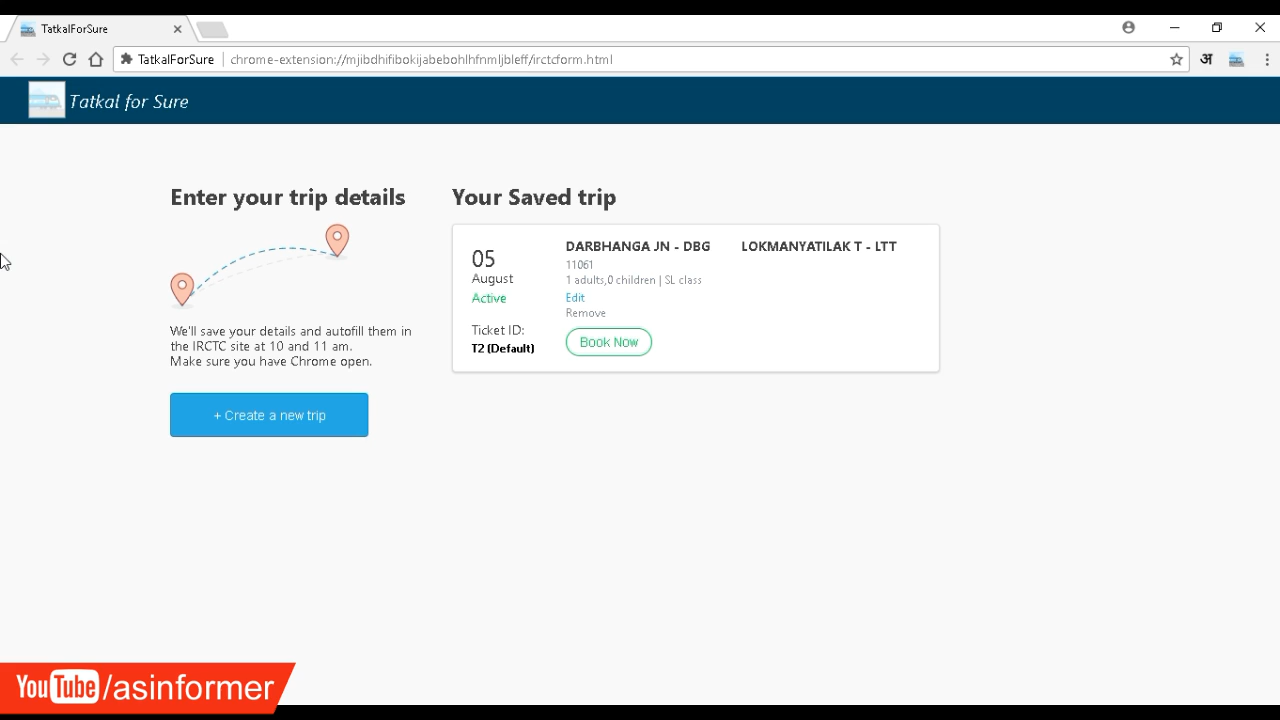 TatkalForSure
TatkalForSure chrome-extension://mjibdhifibokijabebohlhfnmljbleff/irctcform.html
अ
Tatkal for Sure
Enter your trip details
We'll save your details and autofill them in
the IRCTC site at 10 and 11 am.
Make sure you have Chrome open.
+ Create a new trip
Your Saved trip
05
August
Active
Ticket ID:
T2 (Default)
DARBHANGA JN - DBG LOKMANYATILAK T - LTT
11061
1 adults,0 children | SL class
Edit
Remove
Book Now
YouTube/asinformer